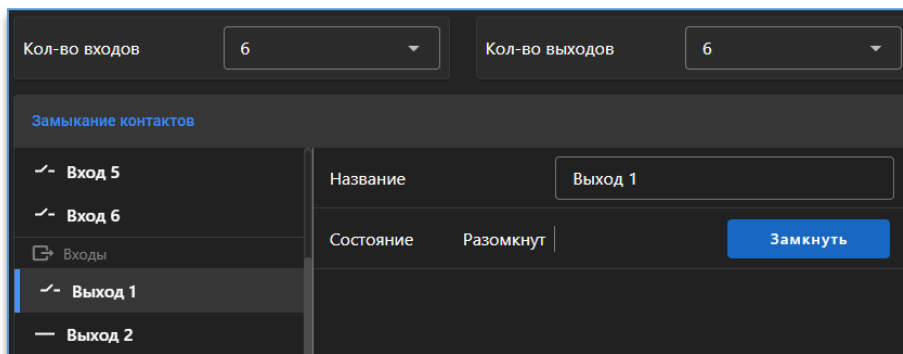 Кол-во входов 6 Кол-во выходов 6
Замыкание контактов
Вход 5
Название Выход 1
Вход 6
Состояние Разомкнут Замкнуть
Входы
Выход 1
Выход 2